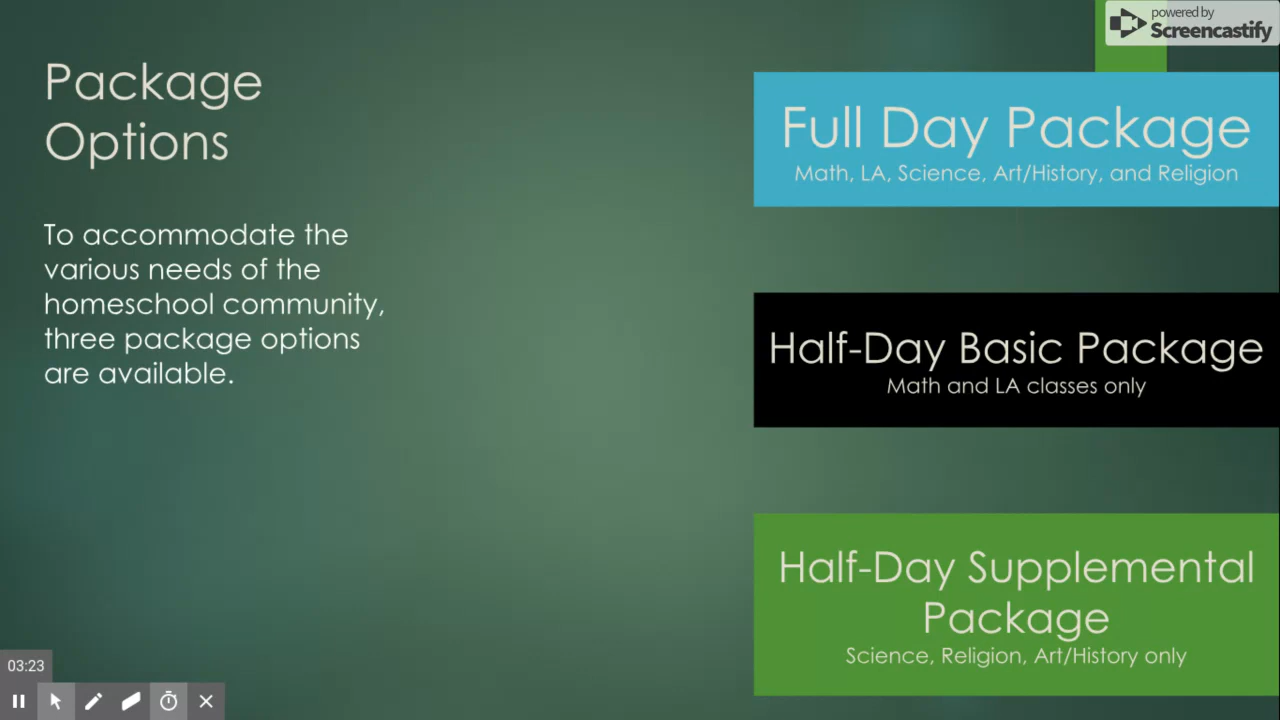 powered by
Screencastify
Package
Options
To accommodate the
various needs of the
homeschool community,
three package options
are available.
Full Day Package
Math, LA, Science, Art/History, and Religion
Half-Day Basic Package
Math and LA classes only
Half-Day Supplemental
Package
Science, Religion, Art/History only
03:23